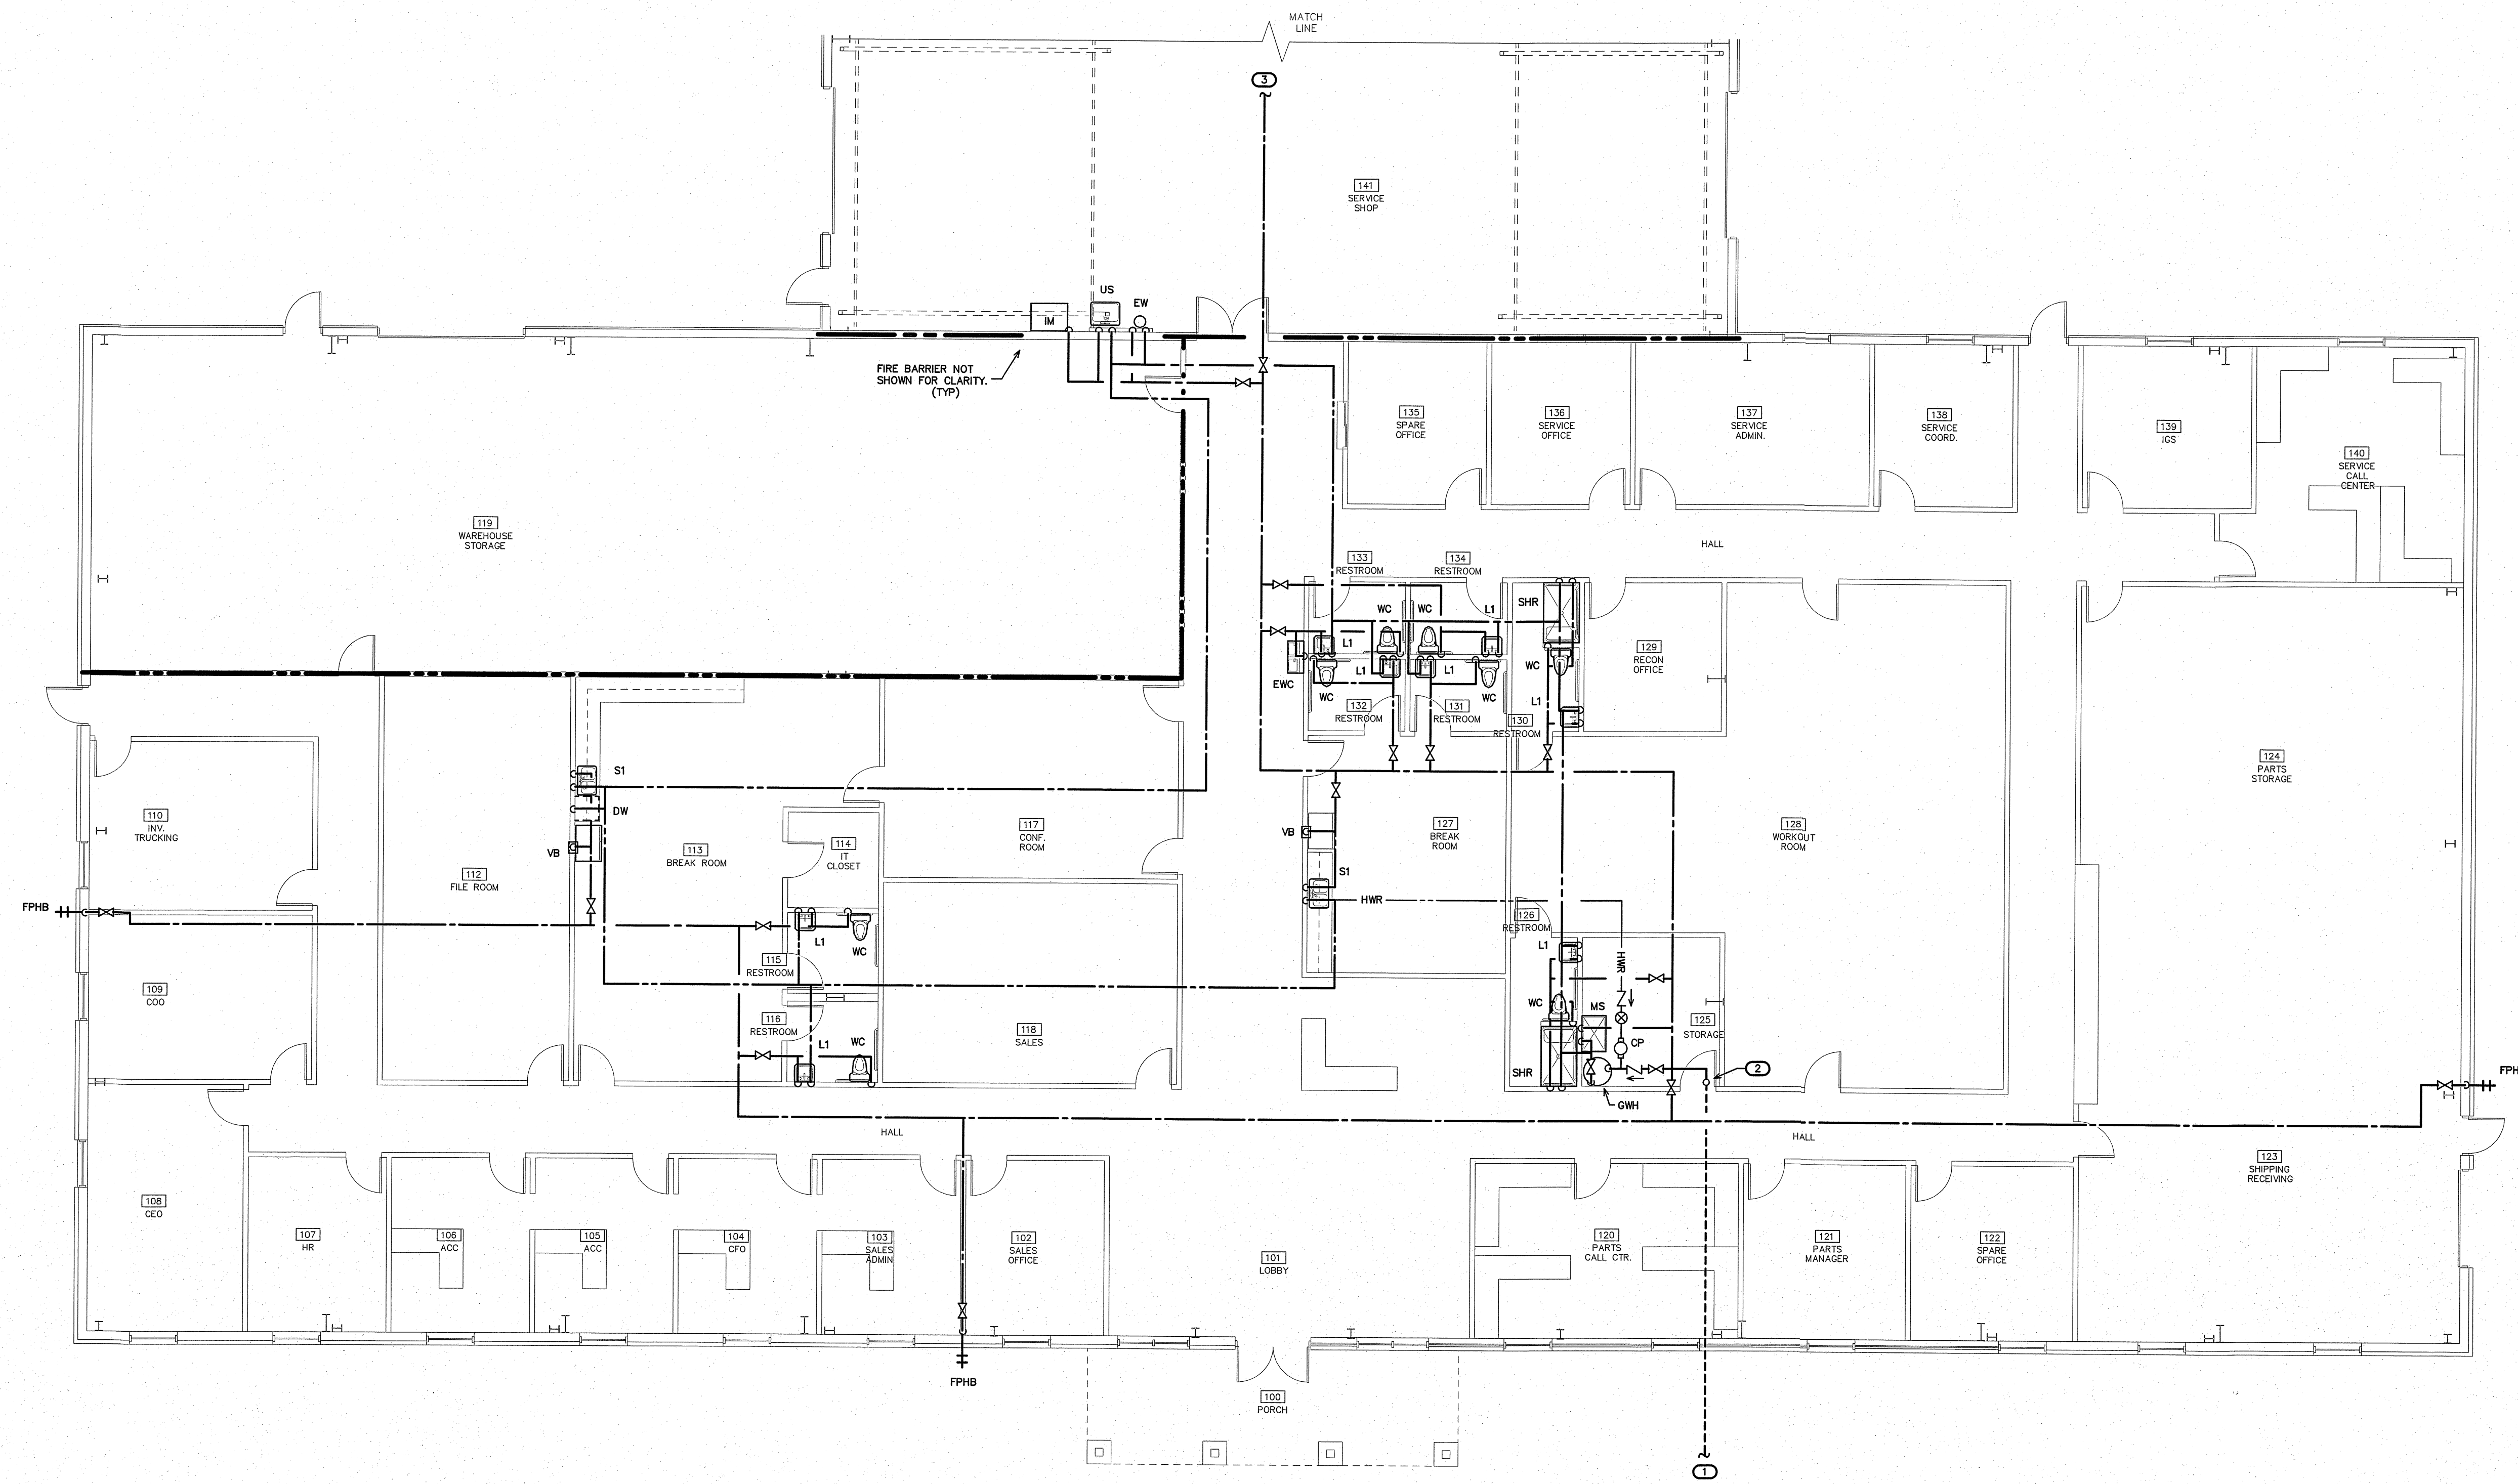 MATCH
LINE
3
141
SERVICE
SHOP
US
EW
IM
FIRE BARRIER NOT
SHOWN FOR CLARITY.
(TYP)
135
SPARE
OFFICE
136
SERVICE
OFFICE
137
SERVICE
ADMIN.
138
SERVICE
COORD.
139
IGS
140
SERVICE
CALL
CENTER
119
WAREHOUSE
STORAGE
HALL
133
RESTROOM
134
RESTROOM
WC
WC
L1
SHR
L1
129
RECON
OFFICE
EWC
WC
L1
L1
WC
WC
L1
132
RESTROOM
131
RESTROOM
130
RESTROOM
S1
DW
VB
110
INV.
TRUCKING
112
FILE ROOM
113
BREAK ROOM
114
IT
CLOSET
117
CONF.
ROOM
VB
127
BREAK
ROOM
128
WORKOUT
ROOM
124
PARTS
STORAGE
S1
HWR
FPHB
L1
WC
115
RESTROOM
126
RESTROOM
L1
HWR
109
COO
116
RESTROOM
L1
WC
118
SALES
WC
MS
125
STORAGE
CP
SHR
GWH
2
FPH
HALL
HALL
123
SHIPPING
RECEIVING
108
CEO
107
HR
106
ACC
105
ACC
104
CFO
103
SALES
ADMIN
102
SALES
OFFICE
101
LOBBY
120
PARTS
CALL CTR.
121
PARTS
MANAGER
122
SPARE
OFFICE
FPHB
100
PORCH
1